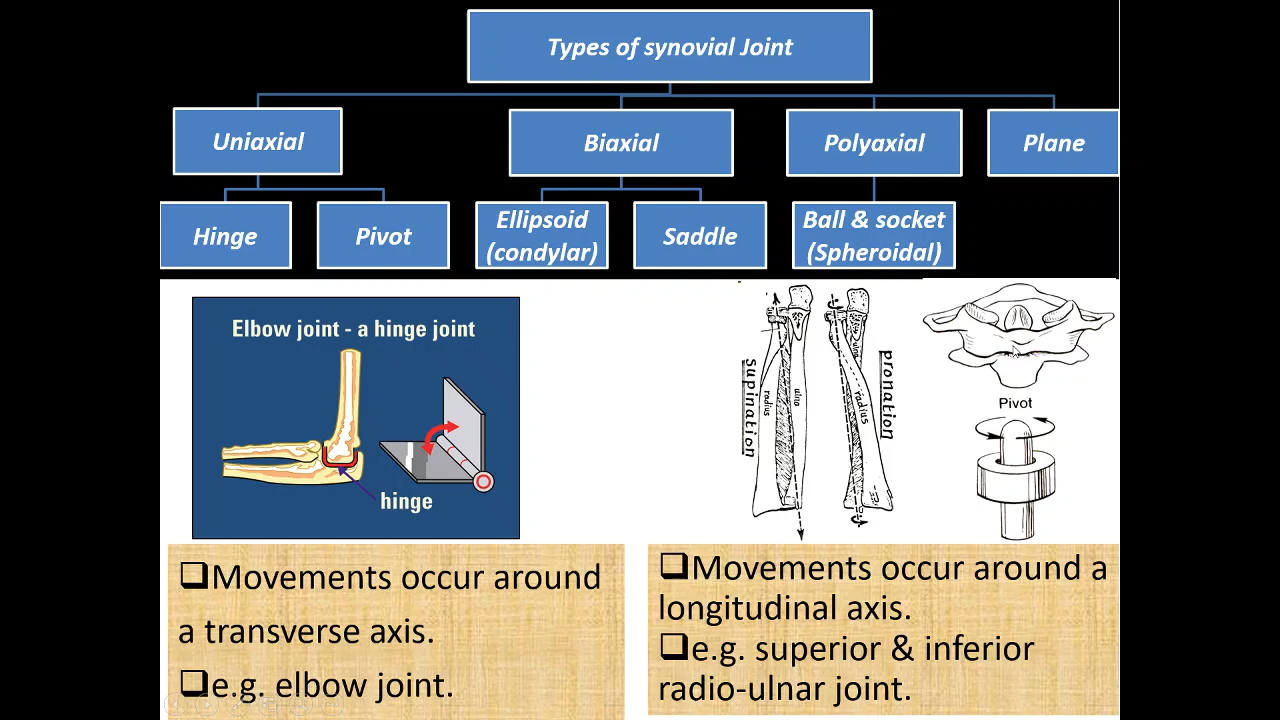 Types of synovial Joint
Uniaxial
Biaxial
Polyaxial
Plane
Hinge
Pivot
Ellipsoid
(condylar)
Saddle
Ball & socket
(Spheroidal)
Elbow joint - a hinge joint
hinge
supination
radius
ulna
radius
pronation
Pivot
❑Movements occur around
a transverse axis.
❑e.g. elbow joint.
❑Movements occur around a
longitudinal axis.
❑e.g. superior & inferior
radio-ulnar joint.